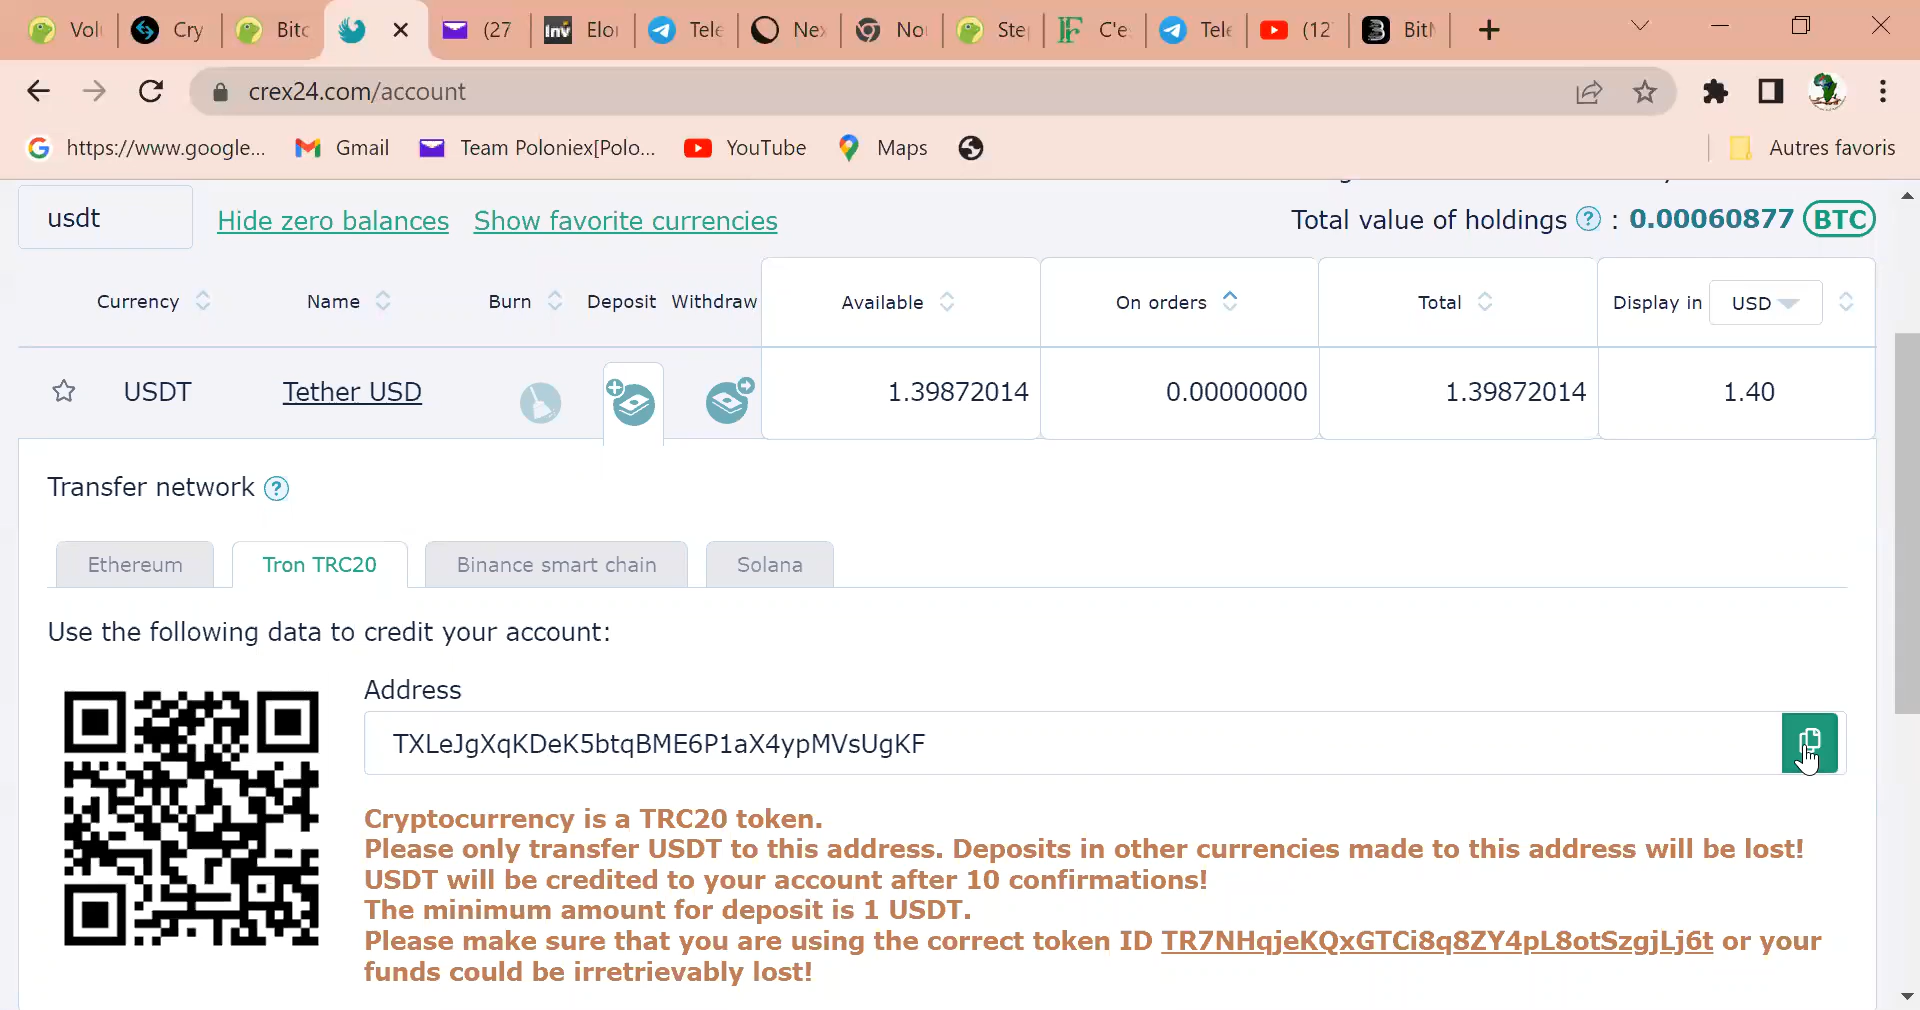 Vol Cry Bitc (27 Elo Tele Nex No Ste C'e Tele (12 Bit
crex24.com/account
https://www.google... Gmail Team Poloniex[Polo... YouTube Maps Autres favoris
usdt Hide zero balances Show favorite currencies Total value of holdings ? : 0.00060877 BTC
Currency Name Burn Deposit Withdraw Available On orders Total Display in USD
USDT Tether USD 1.39872014 0.00000000 1.39872014 1.40
Transfer network ?
Ethereum Tron TRC20 Binance smart chain Solana
Use the following data to credit your account:
Address
TXLeJgXqKDeK5btqBME6P1aX4ypMVsUgKF
Cryptocurrency is a TRC20 token.
Please only transfer USDT to this address. Deposits in other currencies made to this address will be lost!
USDT will be credited to your account after 10 confirmations!
The minimum amount for deposit is 1 USDT.
Please make sure that you are using the correct token ID TR7NHqjeKQxGTCi8q8ZY4pL8otSzgjLj6t or your
funds could be irretrievably lost!